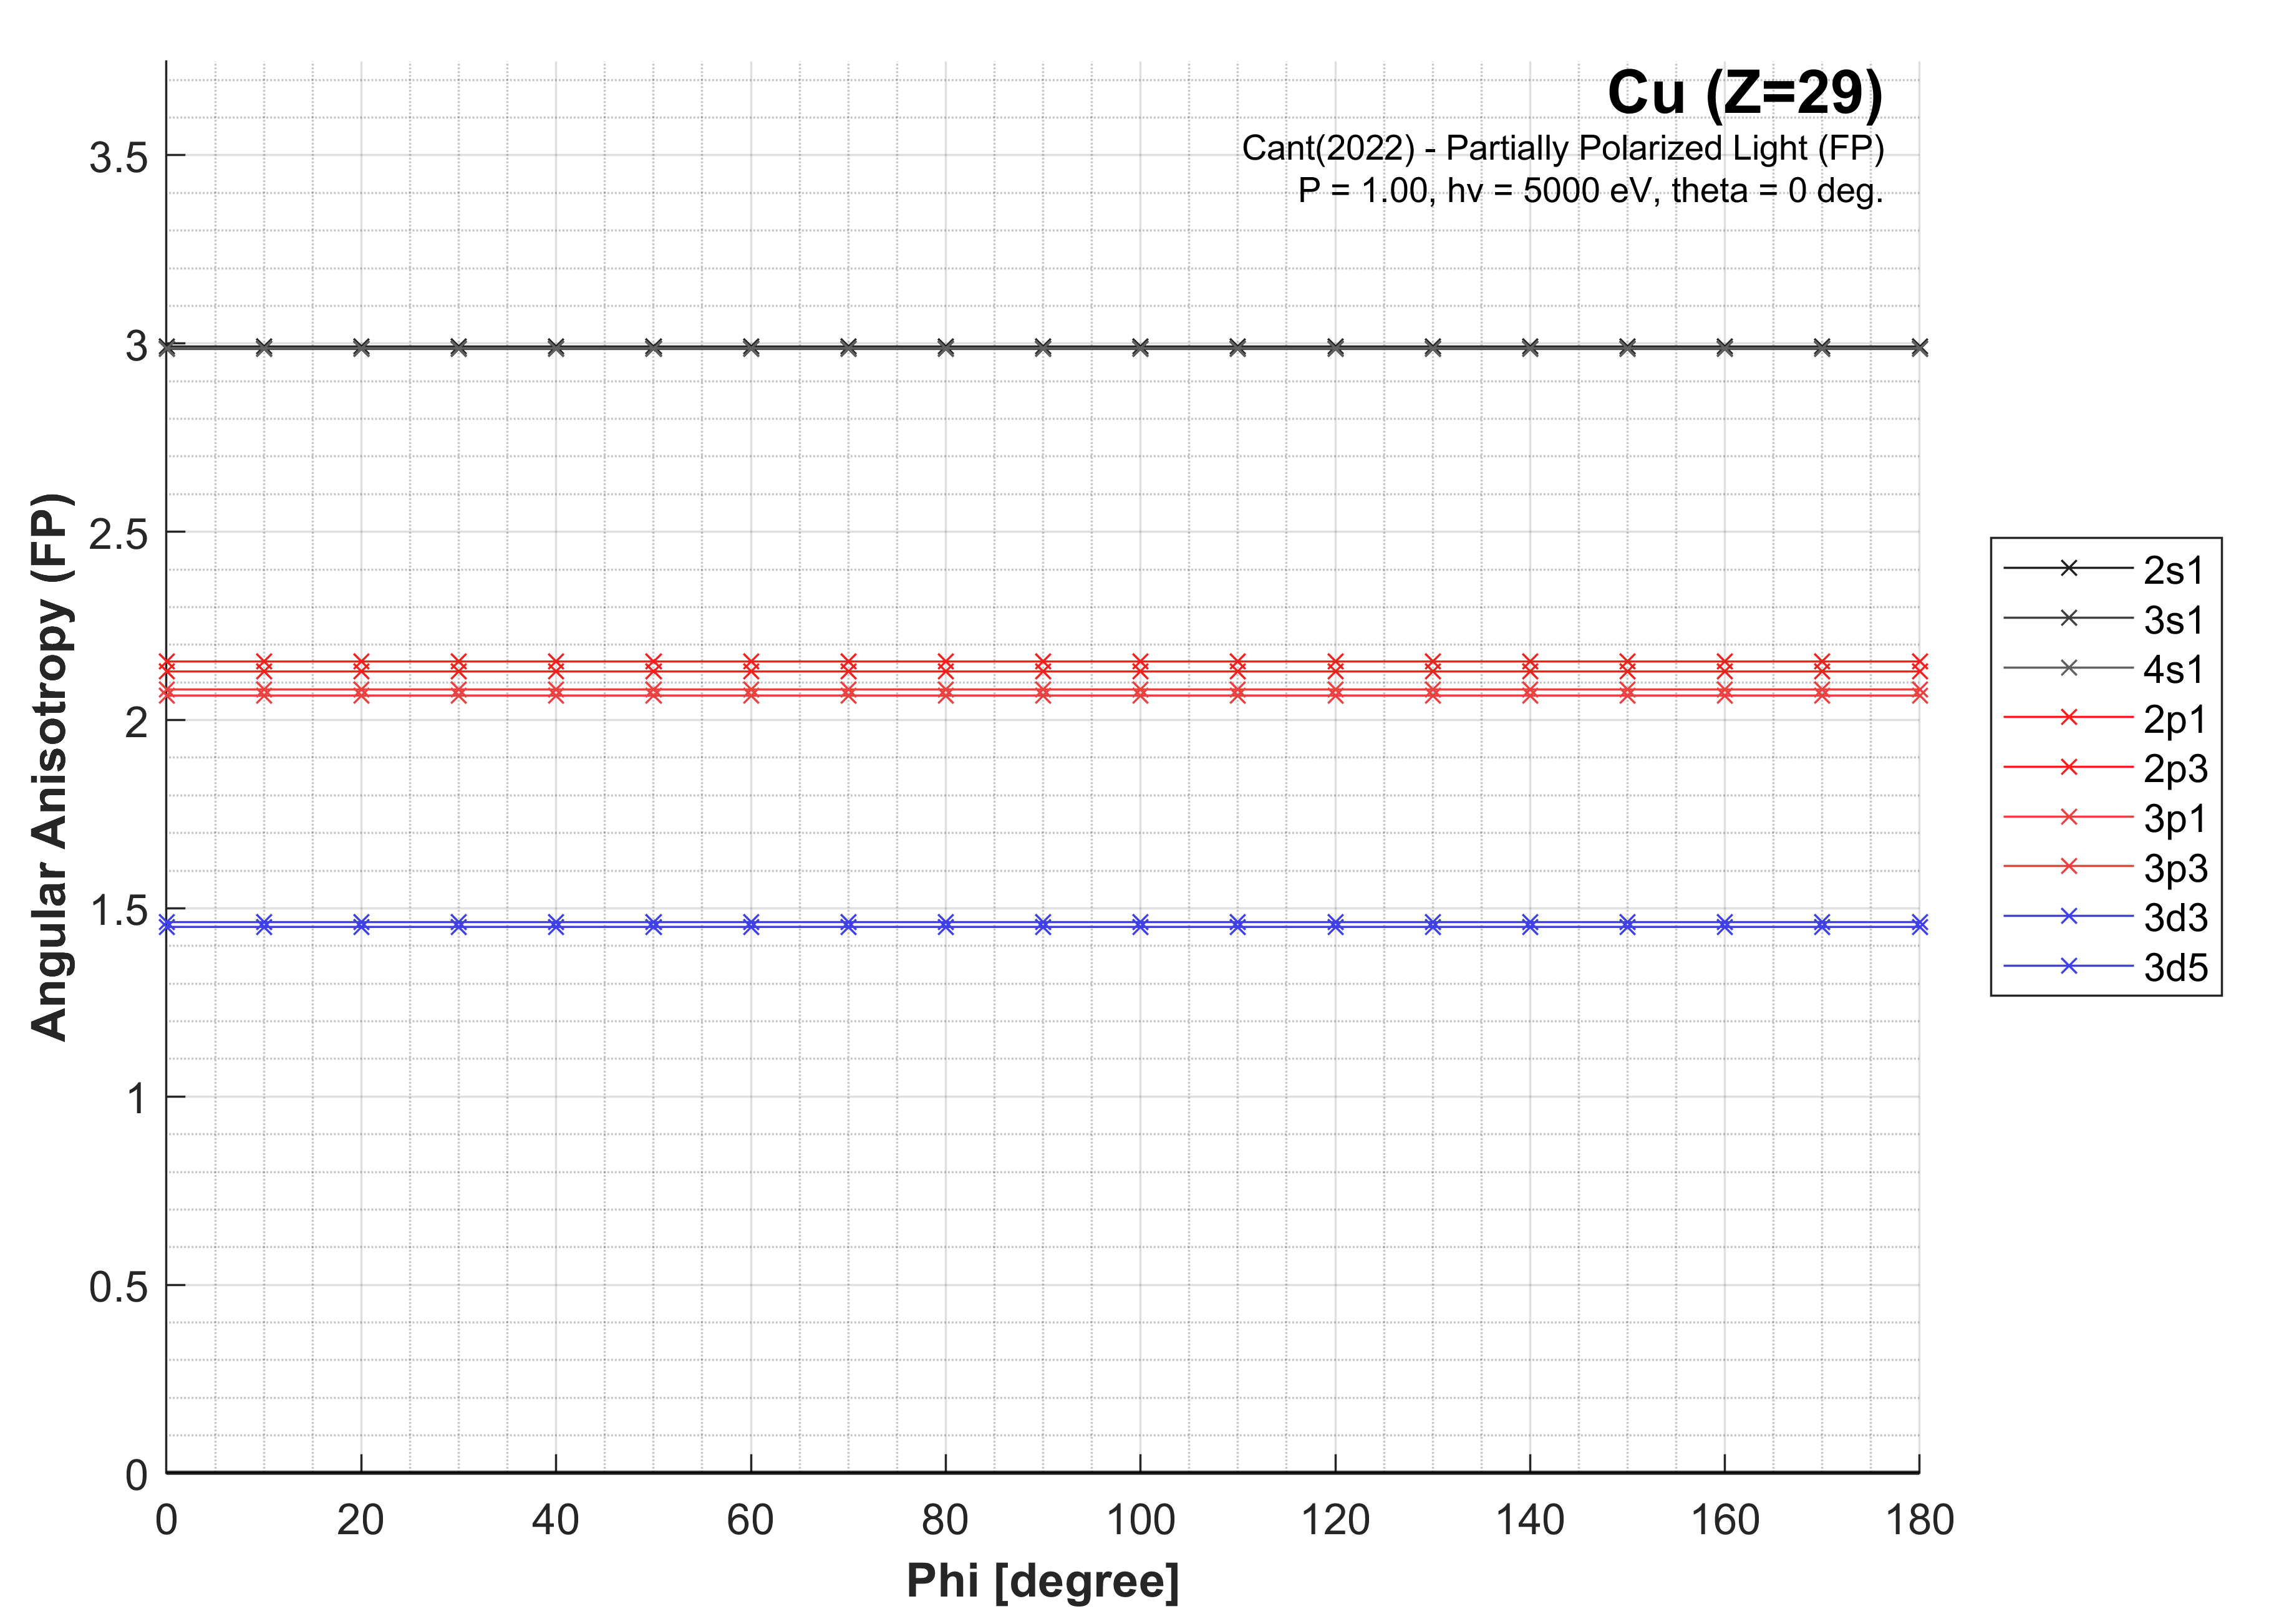 Cu (Z=29)
Cant(2022) - Partially Polarized Light (FP)
P = 1.00, hv = 5000 eV, theta = 0 deg.
Angular Anisotropy (FP)
3.5
3
2.5
2
1.5
1
0.5
0
0 20 40 60 80 100 120 140 160 180
Phi [degree]
2s1
3s1
4s1
2p1
2p3
3p1
3p3
3d3
3d5